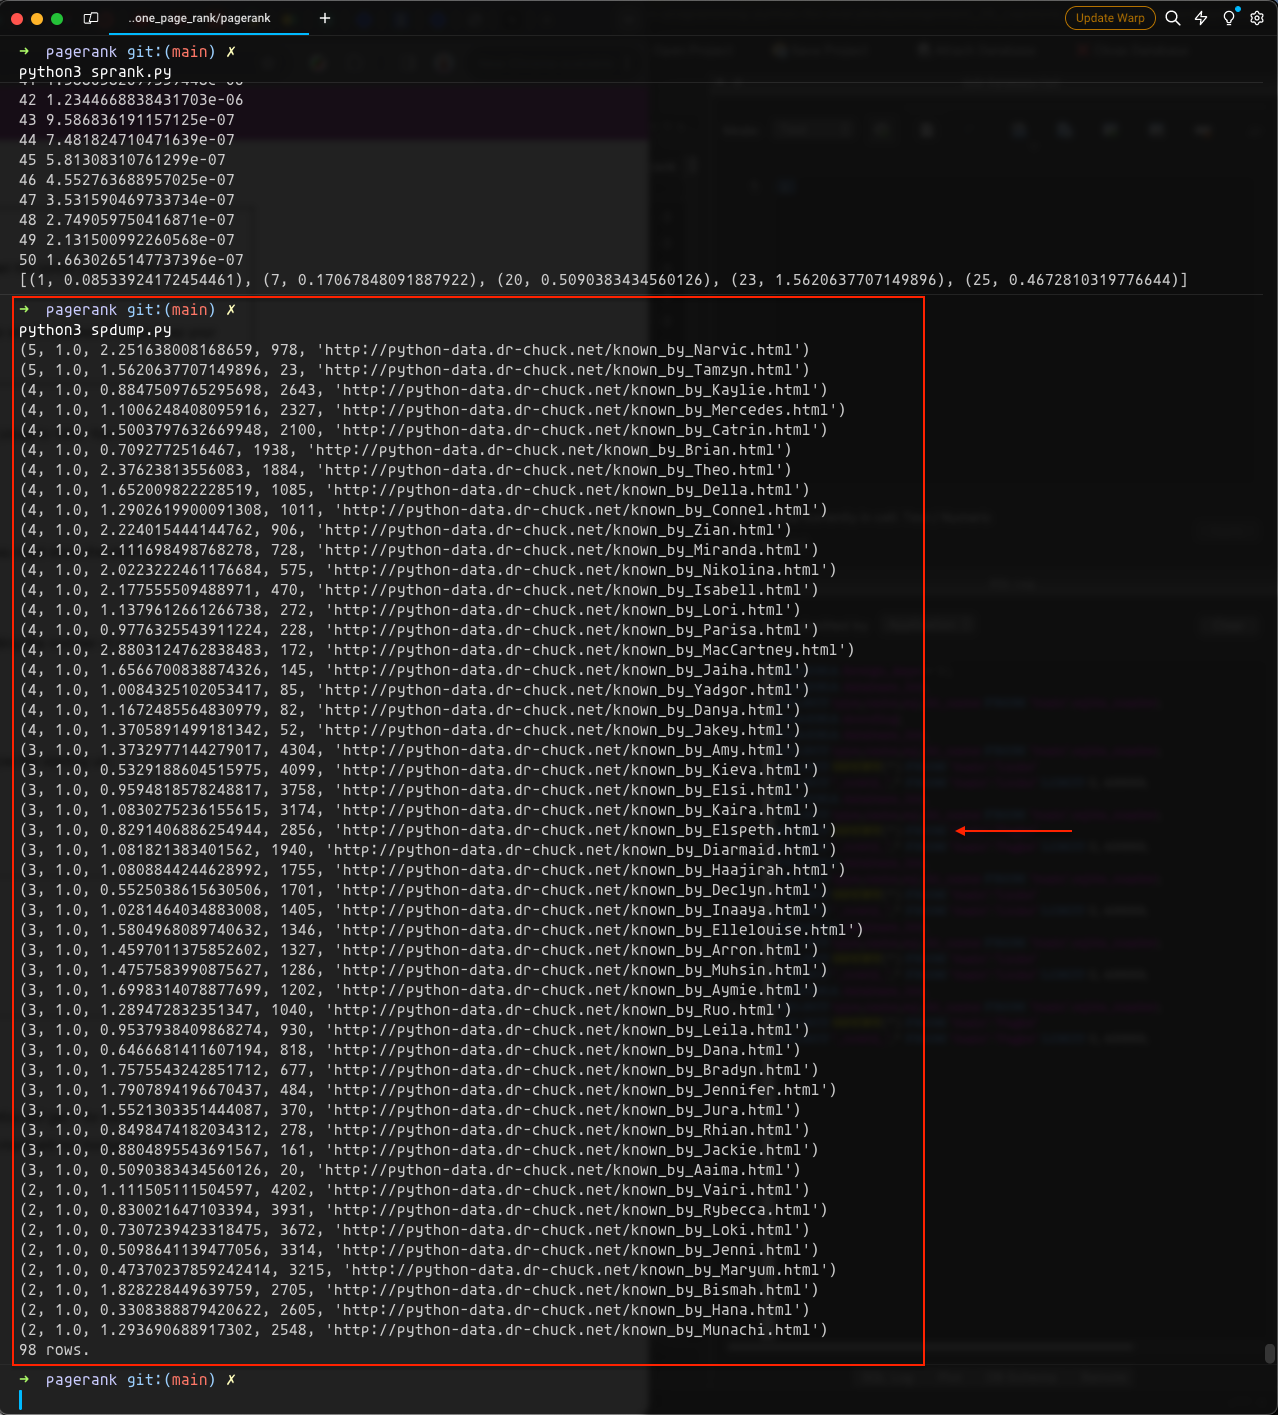 ..one_page_rank/pagerank
+
Update Warp
➜ pagerank git:(main) ✗
python3 sprank.py
42 1.2344668838431703e-06
43 9.586836191157125e-07
44 7.481824710471639e-07
45 5.81308310761299e-07
46 4.552763688957025e-07
47 3.531590469733734e-07
48 2.749059750416871e-07
49 2.131500992260568e-07
50 1.6630265147737396e-07
[(1, 0.08533924172454461), (7, 0.17067848091887922), (20, 0.5090383434560126), (23, 1.5620637707149896), (25, 0.4672810319776644)]
➜ pagerank git:(main) ✗
python3 spdump.py
(5, 1.0, 2.251638008168659, 978, 'http://python-data.dr-chuck.net/known_by_Narvic.html')
(5, 1.0, 1.5620637707149896, 23, 'http://python-data.dr-chuck.net/known_by_Tamzyn.html')
(4, 1.0, 0.8847509765295698, 2643, 'http://python-data.dr-chuck.net/known_by_Kaylie.html')
(4, 1.0, 1.1006248408095916, 2327, 'http://python-data.dr-chuck.net/known_by_Mercedes.html')
(4, 1.0, 1.5003797632669948, 2100, 'http://python-data.dr-chuck.net/known_by_Catrin.html')
(4, 1.0, 0.7092772516467, 1938, 'http://python-data.dr-chuck.net/known_by_Brian.html')
(4, 1.0, 2.37623813556083, 1884, 'http://python-data.dr-chuck.net/known_by_Theo.html')
(4, 1.0, 1.652009822228519, 1085, 'http://python-data.dr-chuck.net/known_by_Della.html')
(4, 1.0, 1.2902619900091308, 1011, 'http://python-data.dr-chuck.net/known_by_Connel.html')
(4, 1.0, 2.224015444144762, 906, 'http://python-data.dr-chuck.net/known_by_Zian.html')
(4, 1.0, 2.111698498768278, 728, 'http://python-data.dr-chuck.net/known_by_Miranda.html')
(4, 1.0, 2.0223222461176684, 575, 'http://python-data.dr-chuck.net/known_by_Nikolina.html')
(4, 1.0, 2.177555509488971, 470, 'http://python-data.dr-chuck.net/known_by_Isabell.html')
(4, 1.0, 1.1379612661266738, 272, 'http://python-data.dr-chuck.net/known_by_Lori.html')
(4, 1.0, 0.9776325543911224, 228, 'http://python-data.dr-chuck.net/known_by_Parisa.html')
(4, 1.0, 2.8803124762838483, 172, 'http://python-data.dr-chuck.net/known_by_MacCartney.html')
(4, 1.0, 1.6566700838874326, 145, 'http://python-data.dr-chuck.net/known_by_Jaiha.html')
(4, 1.0, 1.0084325102053417, 85, 'http://python-data.dr-chuck.net/known_by_Yadgor.html')
(4, 1.0, 1.1672485564830979, 82, 'http://python-data.dr-chuck.net/known_by_Danya.html')
(4, 1.0, 1.3705891499181342, 52, 'http://python-data.dr-chuck.net/known_by_Jakey.html')
(3, 1.0, 1.3732977144279017, 4304, 'http://python-data.dr-chuck.net/known_by_Amy.html')
(3, 1.0, 0.5329188604515975, 4099, 'http://python-data.dr-chuck.net/known_by_Kieva.html')
(3, 1.0, 0.9594818578248817, 3758, 'http://python-data.dr-chuck.net/known_by_Elsi.html')
(3, 1.0, 1.0830275236155615, 3174, 'http://python-data.dr-chuck.net/known_by_Kaira.html')
(3, 1.0, 0.8291406886254944, 2856, 'http://python-data.dr-chuck.net/known_by_Elspeth.html')
(3, 1.0, 1.081821383401562, 1940, 'http://python-data.dr-chuck.net/known_by_Diarmaid.html')
(3, 1.0, 1.0808844244628992, 1755, 'http://python-data.dr-chuck.net/known_by_Haajirah.html')
(3, 1.0, 0.5525038615630506, 1701, 'http://python-data.dr-chuck.net/known_by_Declyn.html')
(3, 1.0, 1.0281464034883008, 1405, 'http://python-data.dr-chuck.net/known_by_Inaaya.html')
(3, 1.0, 1.5804968089740632, 1346, 'http://python-data.dr-chuck.net/known_by_Ellelouise.html')
(3, 1.0, 1.4597011375852602, 1327, 'http://python-data.dr-chuck.net/known_by_Arron.html')
(3, 1.0, 1.4757583990875627, 1286, 'http://python-data.dr-chuck.net/known_by_Muhsin.html')
(3, 1.0, 1.6998314078877699, 1202, 'http://python-data.dr-chuck.net/known_by_Aymie.html')
(3, 1.0, 1.289472832351347, 1040, 'http://python-data.dr-chuck.net/known_by_Ruo.html')
(3, 1.0, 0.9537938409868274, 930, 'http://python-data.dr-chuck.net/known_by_Leila.html')
(3, 1.0, 0.6466681411607194, 818, 'http://python-data.dr-chuck.net/known_by_Dana.html')
(3, 1.0, 1.7575543242851712, 677, 'http://python-data.dr-chuck.net/known_by_Bradyn.html')
(3, 1.0, 1.7907894196670437, 484, 'http://python-data.dr-chuck.net/known_by_Jennifer.html')
(3, 1.0, 1.5521303351444087, 370, 'http://python-data.dr-chuck.net/known_by_Jura.html')
(3, 1.0, 0.8498474182034312, 278, 'http://python-data.dr-chuck.net/known_by_Rhian.html')
(3, 1.0, 0.8804895543691567, 161, 'http://python-data.dr-chuck.net/known_by_Jackie.html')
(3, 1.0, 0.5090383434560126, 20, 'http://python-data.dr-chuck.net/known_by_Aaima.html')
(2, 1.0, 1.111505111504597, 4202, 'http://python-data.dr-chuck.net/known_by_Vairi.html')
(2, 1.0, 0.830021647103394, 3931, 'http://python-data.dr-chuck.net/known_by_Rybecca.html')
(2, 1.0, 0.7307239423318475, 3672, 'http://python-data.dr-chuck.net/known_by_Loki.html')
(2, 1.0, 0.5098641139477056, 3314, 'http://python-data.dr-chuck.net/known_by_Jenni.html')
(2, 1.0, 0.47370237859242414, 3215, 'http://python-data.dr-chuck.net/known_by_Maryum.html')
(2, 1.0, 1.828228449639759, 2705, 'http://python-data.dr-chuck.net/known_by_Bismah.html')
(2, 1.0, 0.3308388879420622, 2605, 'http://python-data.dr-chuck.net/known_by_Hana.html')
(2, 1.0, 1.293690688917302, 2548, 'http://python-data.dr-chuck.net/known_by_Munachi.html')
98 rows.
➜ pagerank git:(main) ✗